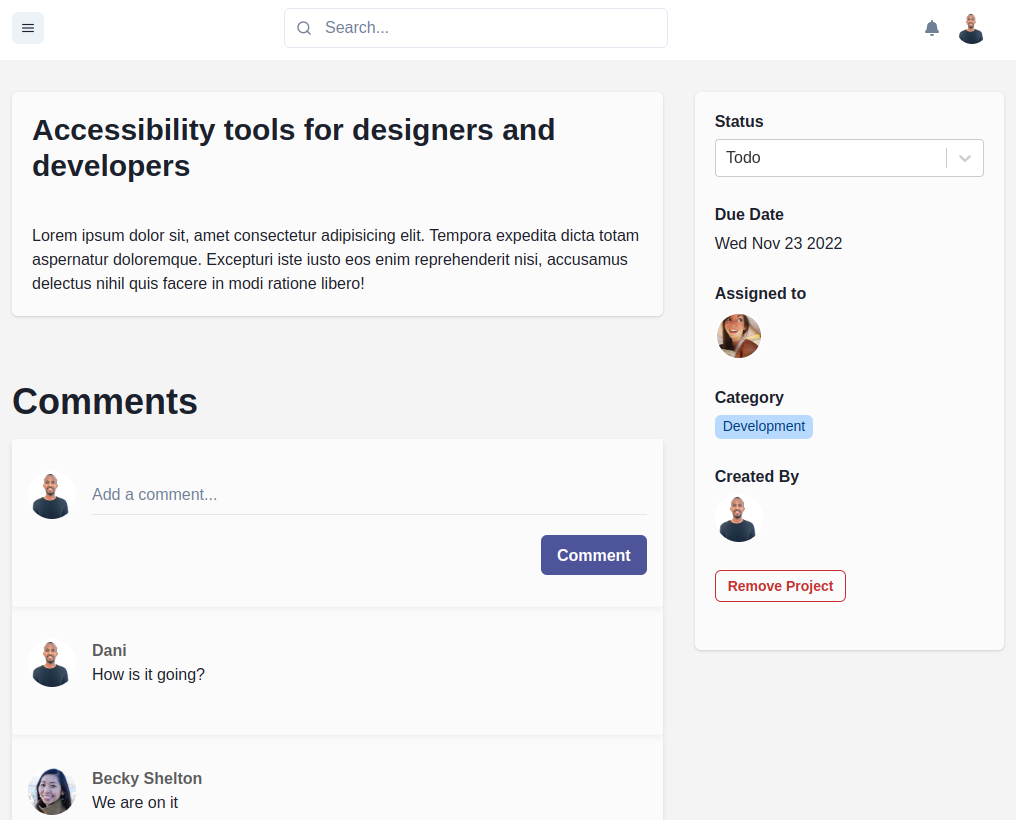 Search...
Accessibility tools for designers and
developers
Lorem ipsum dolor sit, amet consectetur adipisicing elit. Tempora expedita dicta totam
aspernatur doloremque. Excepturi iste iusto eos enim reprehenderit nisi, accusamus
delectus nihil quis facere in modi ratione libero!
Comments
Add a comment...
Comment
Dani
How is it going?
Becky Shelton
We are on it
Status
Todo
Due Date
Wed Nov 23 2022
Assigned to
Category
Development
Created By
Remove Project